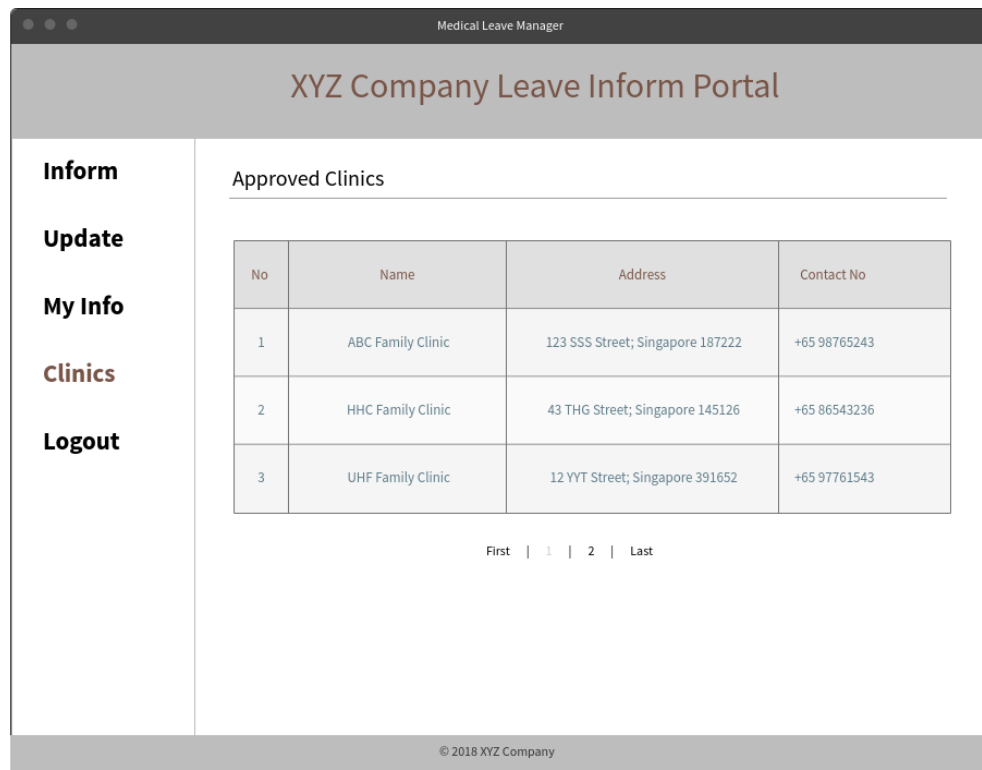 Medical Leave Manager
XYZ Company Leave Inform Portal
Inform
Update
My Info
Clinics
Logout
Approved Clinics
No Name Address Contact No
1 ABC Family Clinic 123 SSS Street; Singapore 187222 +65 98765243
2 HHC Family Clinic 43 THG Street; Singapore 145126 +65 86543236
3 UHF Family Clinic 12 YYT Street; Singapore 391652 +65 97761543
First | 1 | 2 | Last
© 2018 XYZ Company